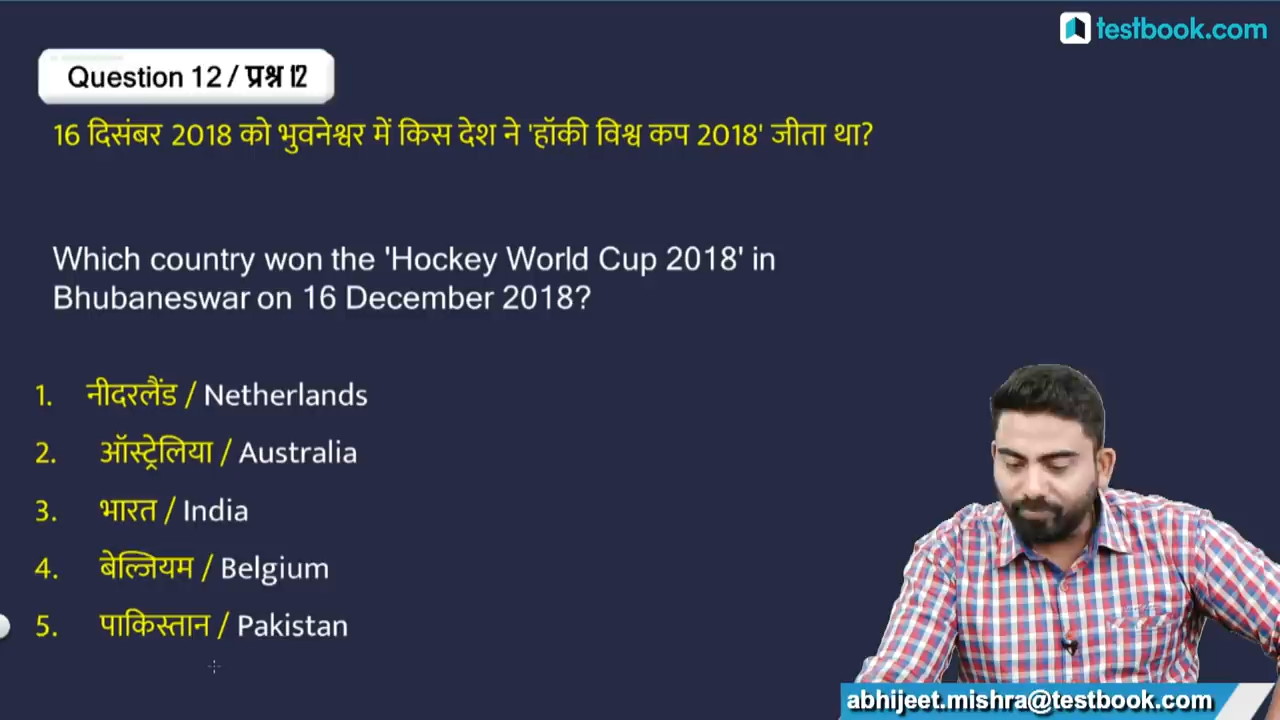 testbook.com
Question 12 / प्रश्न 12
16 दिसंबर 2018 को भुवनेश्वर में किस देश ने 'हॉकी विश्व कप 2018' जीता था?
Which country won the 'Hockey World Cup 2018' in
Bhubaneswar on 16 December 2018?
1. नीदरलैंड / Netherlands
2. ऑस्ट्रेलिया / Australia
3. भारत / India
4. बेल्जियम / Belgium
5. पाकिस्तान / Pakistan
abhijeet.mishra@testbook.com